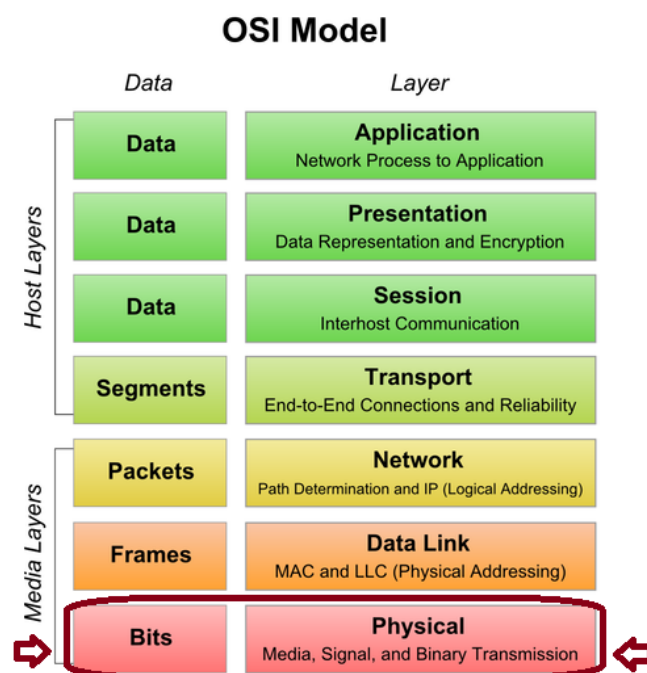 OSI Model
Data Layer
Host Layers
Data
Application
Network Process to Application
Data
Presentation
Data Representation and Encryption
Data
Session
Interhost Communication
Segments
Transport
End-to-End Connections and Reliability
Media Layers
Packets
Network
Path Determination and IP (Logical Addressing)
Frames
Data Link
MAC and LLC (Physical Addressing)
Bits
Physical
Media, Signal, and Binary Transmission